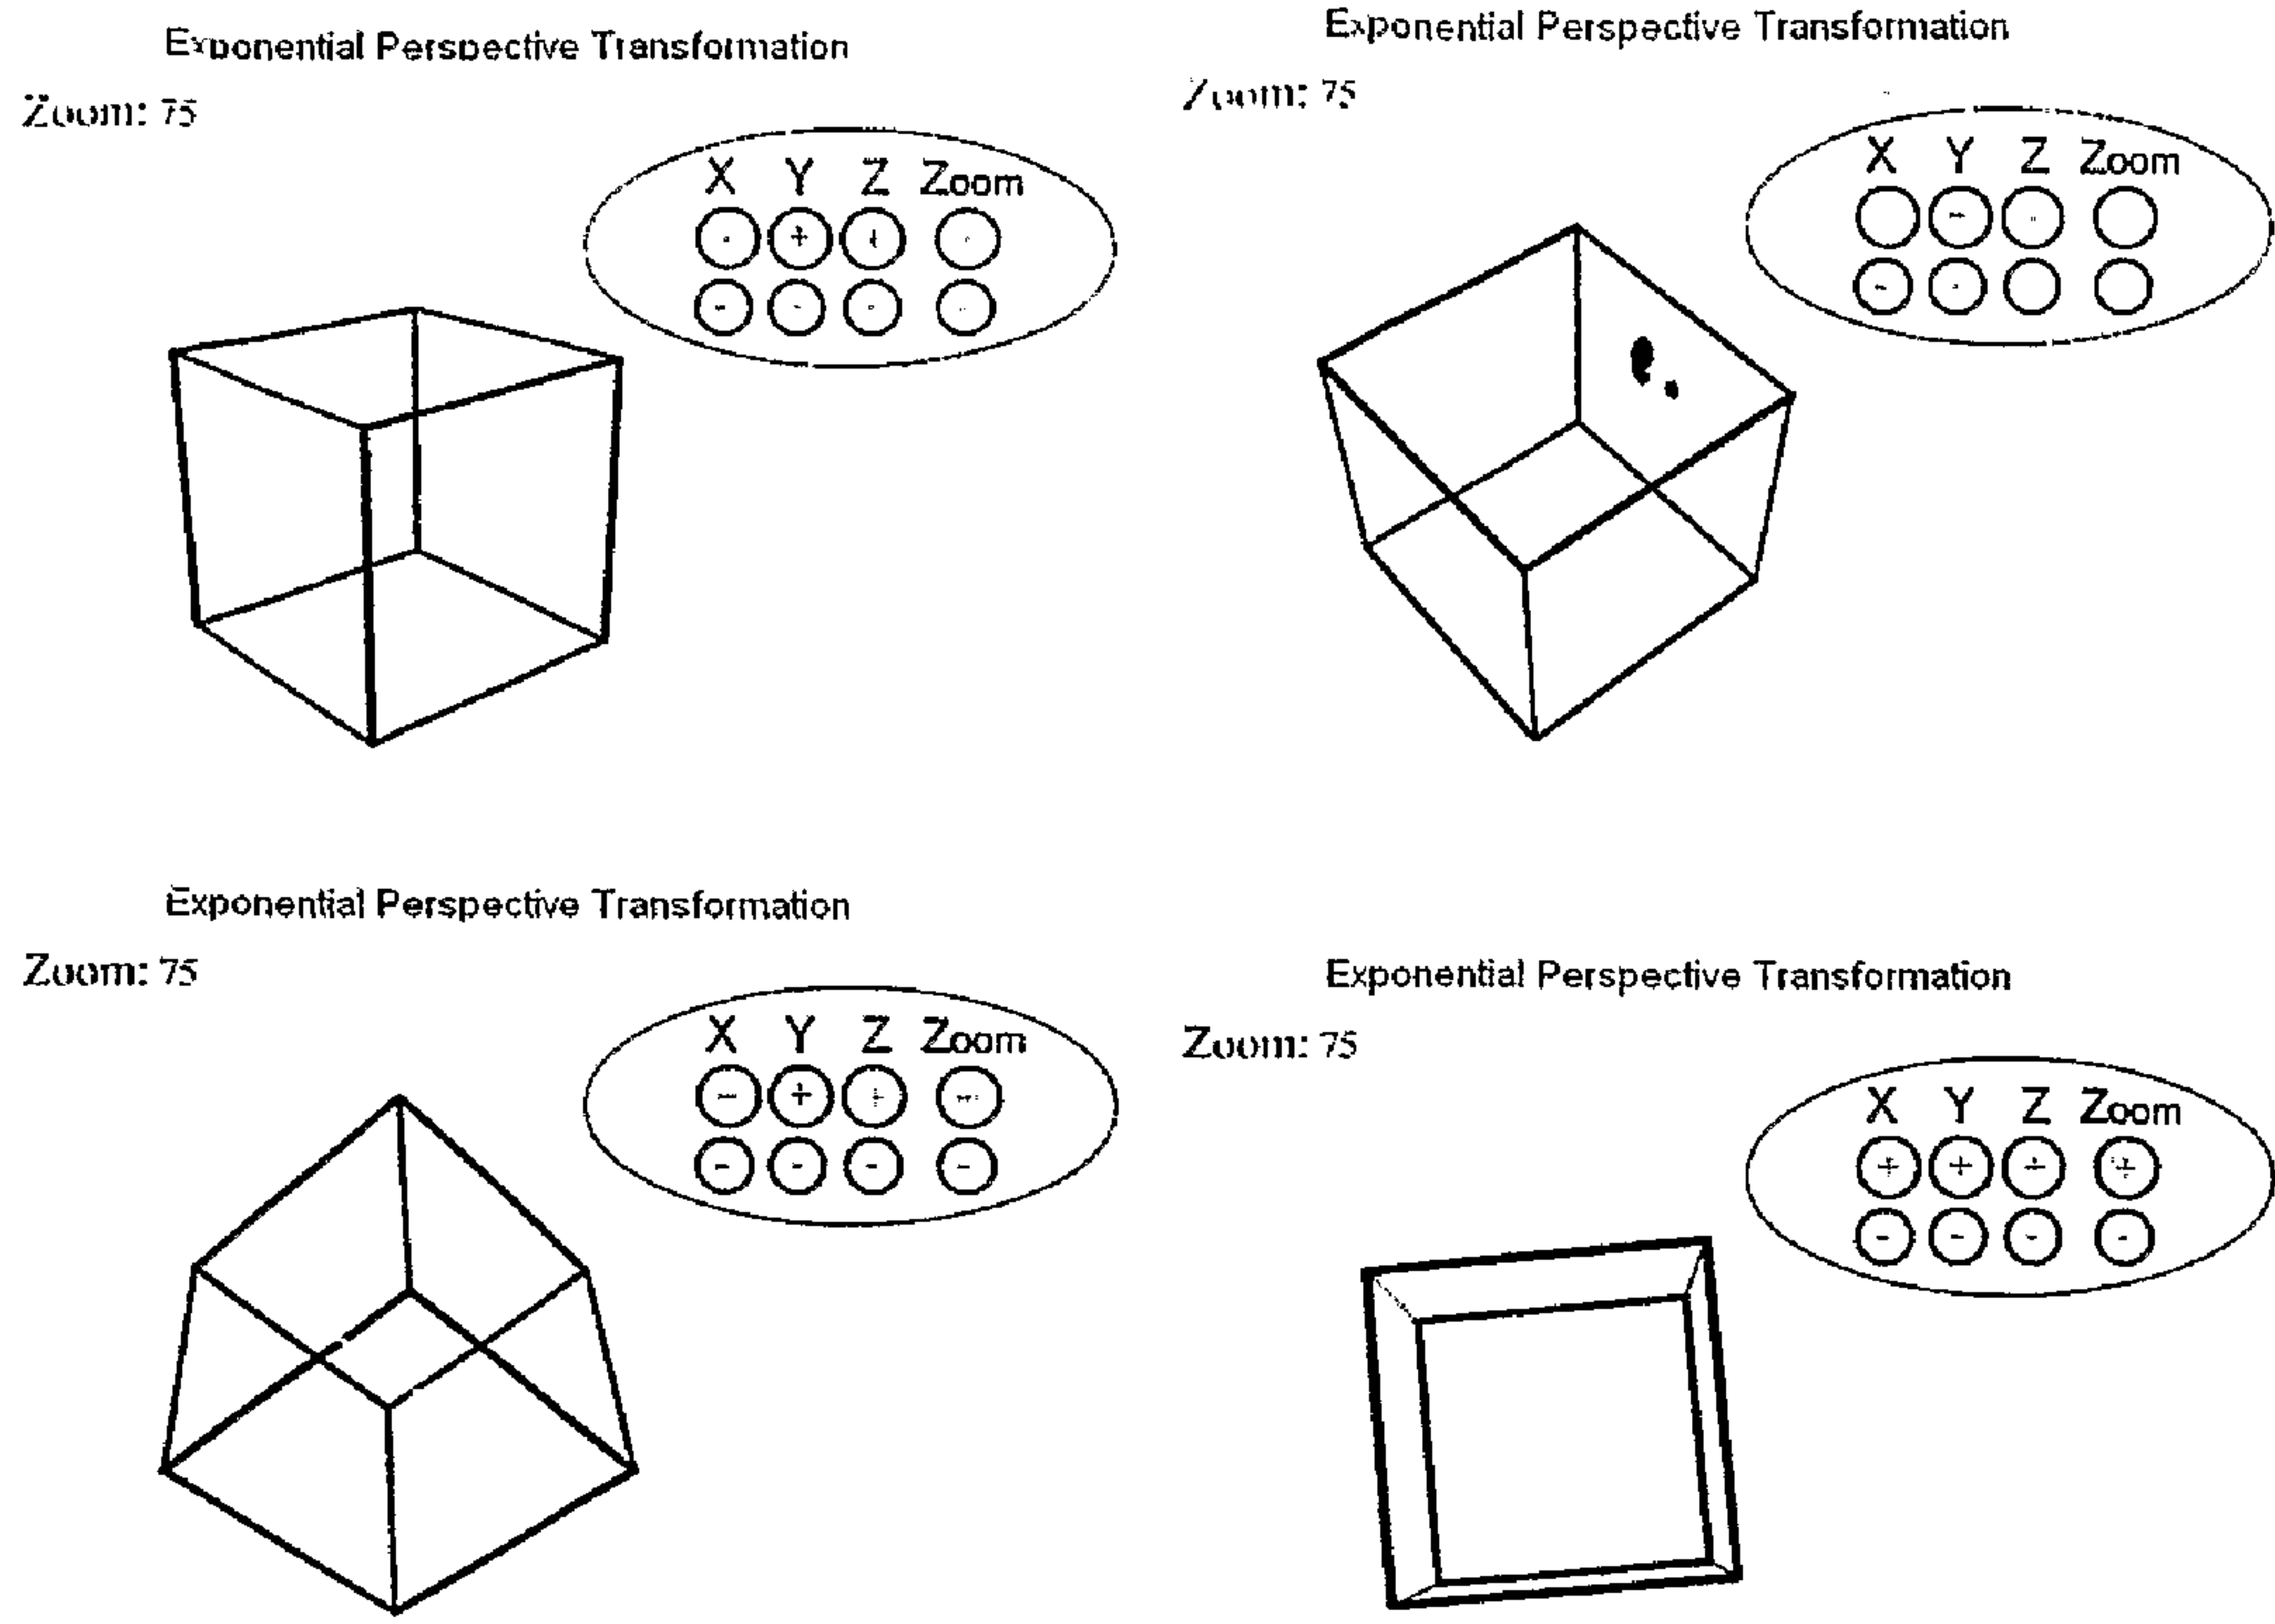 Exponential Perspective Transformation
Zoom: 75
X Y Z Zoom
+ +
- -
Exponential Perspective Transformation
Zoom: 75
X Y Z Zoom
Exponential Perspective Transformation
Zoom: 75
X Y Z Zoom
- + +
- - - -
Exponential Perspective Transformation
Zoom: 75
X Y Z Zoom
+ + + +
- - - -